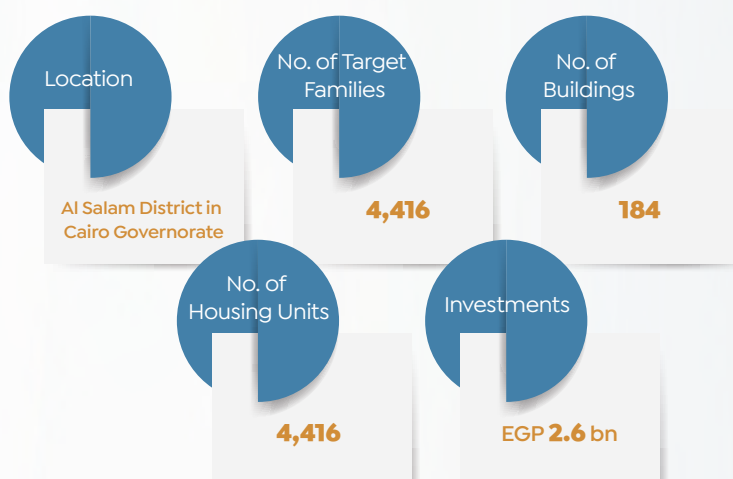 Location
Al Salam District in
Cairo Governorate
No. of Target
Families
4,416
No. of
Buildings
184
No. of
Housing Units
4,416
Investments
EGP 2.6 bn